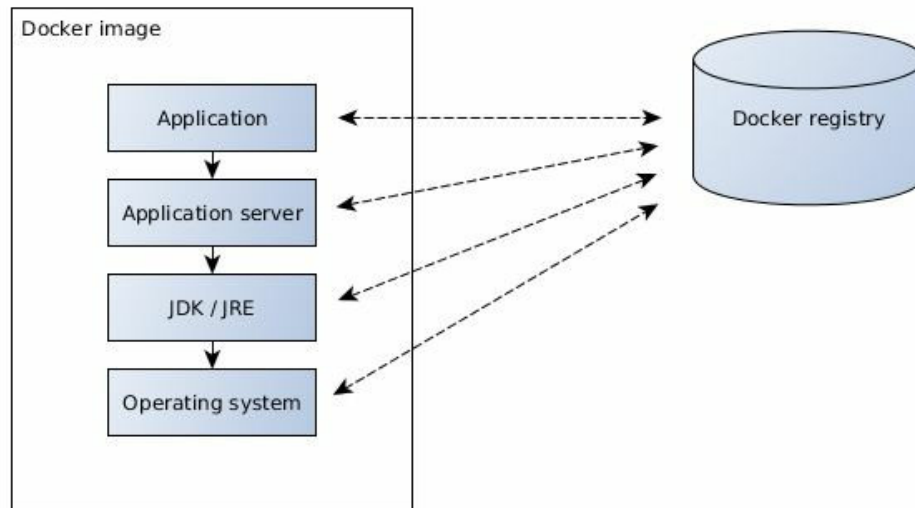 Docker image
Application
Docker registry
Application server
JDK / JRE
Operating system